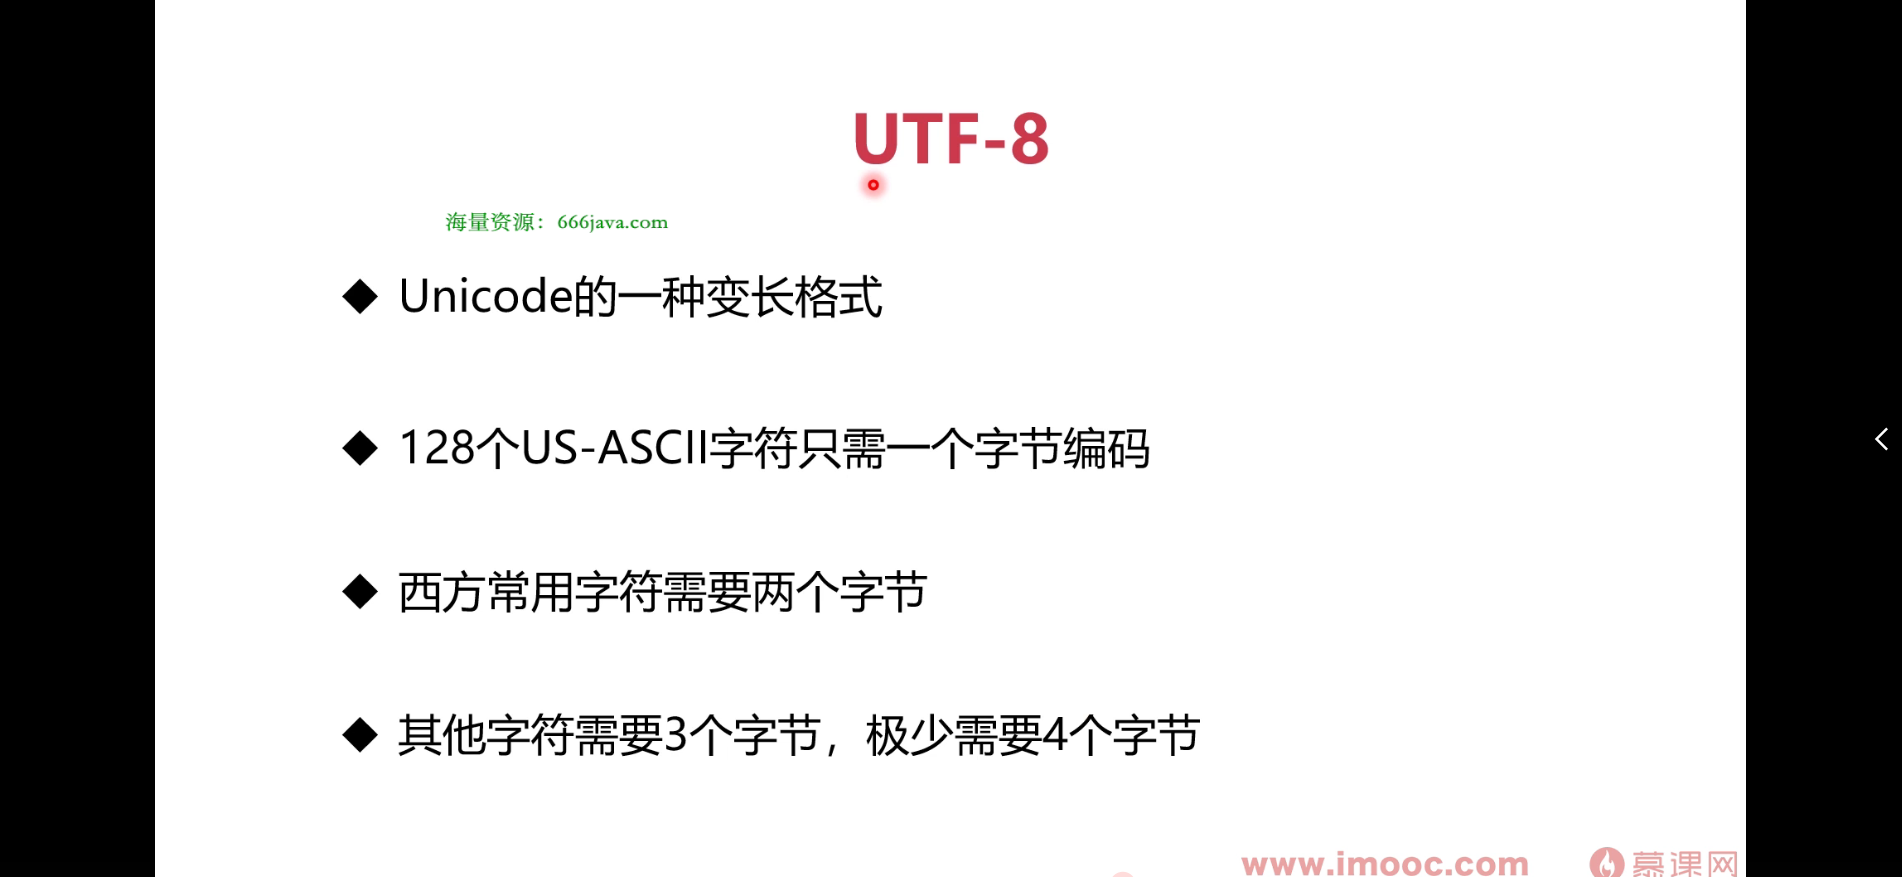 UTF-8
海量资源：666java.com
◆ Unicode的一种变长格式
◆ 128个US-ASCII字符只需一个字节编码
◆ 西方常用字符需要两个字节
◆ 其他字符需要3个字节，极少需要4个字节
www.imooc.com 慕课网